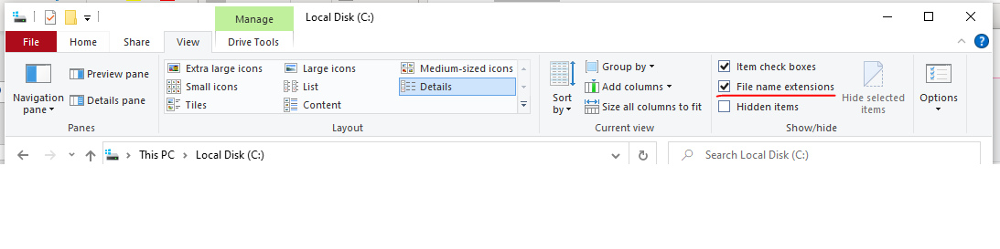 Manage
Local Disk (C:)
File
Home
Share
View
Drive Tools
Navigation pane
Preview pane
Details pane
Panes
Extra large icons
Large icons
Medium-sized icons
Small icons
List
Details
Tiles
Content
Layout
Sort by
Group by
Add columns
Size all columns to fit
Current view
Item check boxes
File name extensions
Hidden items
Hide selected items
Show/hide
Options
This PC
Local Disk (C:)
Search Local Disk (C:)